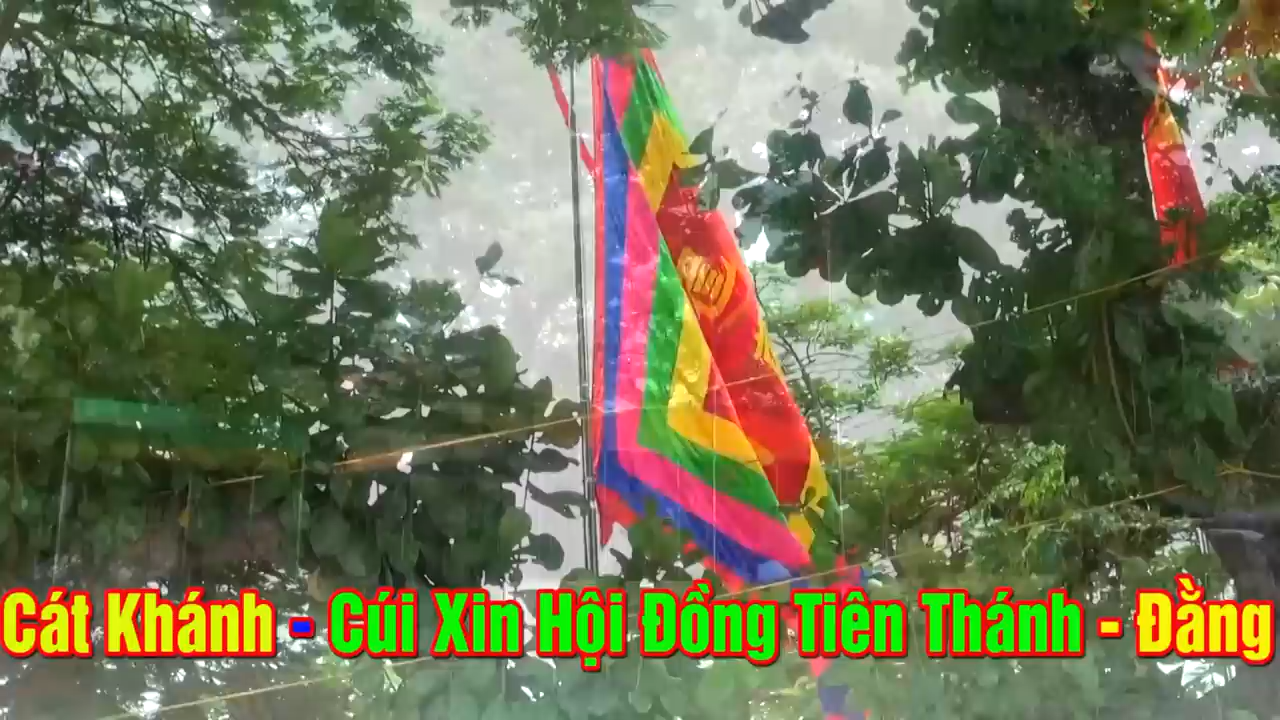 Cát Khánh - Cúi Xin Hội Đồng Tiên Thánh - Đằng